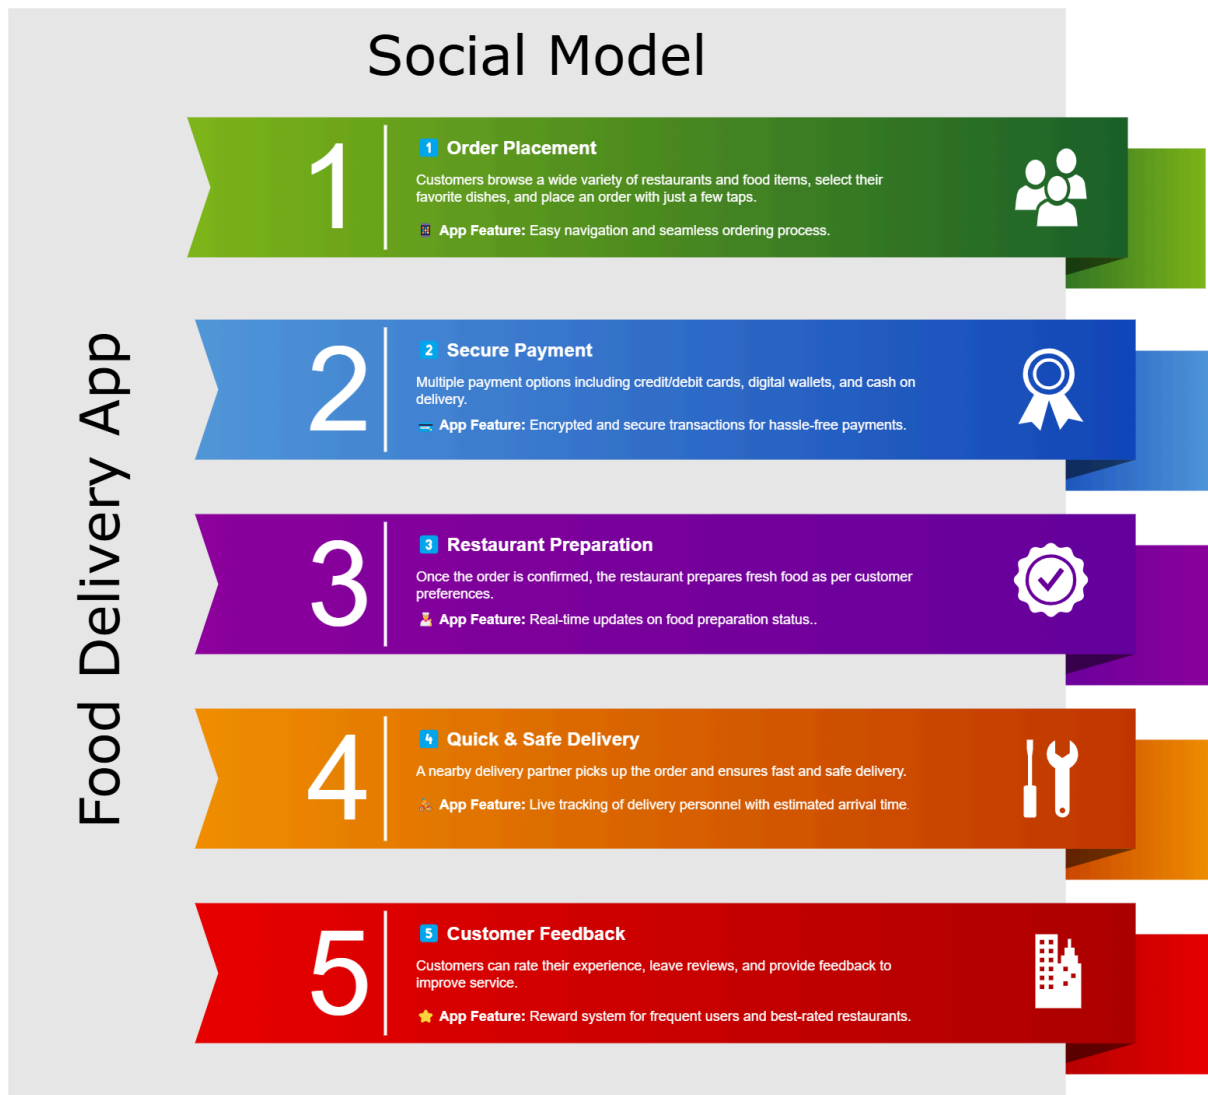 Social Model
Food Delivery App
1
1 Order Placement
Customers browse a wide variety of restaurants and food items, select their
favorite dishes, and place an order with just a few taps.
App Feature: Easy navigation and seamless ordering process.
2
2 Secure Payment
Multiple payment options including credit/debit cards, digital wallets, and cash on
delivery.
App Feature: Encrypted and secure transactions for hassle-free payments.
3
3 Restaurant Preparation
Once the order is confirmed, the restaurant prepares fresh food as per customer
preferences.
App Feature: Real-time updates on food preparation status..
4
4 Quick & Safe Delivery
A nearby delivery partner picks up the order and ensures fast and safe delivery.
App Feature: Live tracking of delivery personnel with estimated arrival time
5
5 Customer Feedback
Customers can rate their experience, leave reviews, and provide feedback to
improve service.
App Feature: Reward system for frequent users and best-rated restaurants.